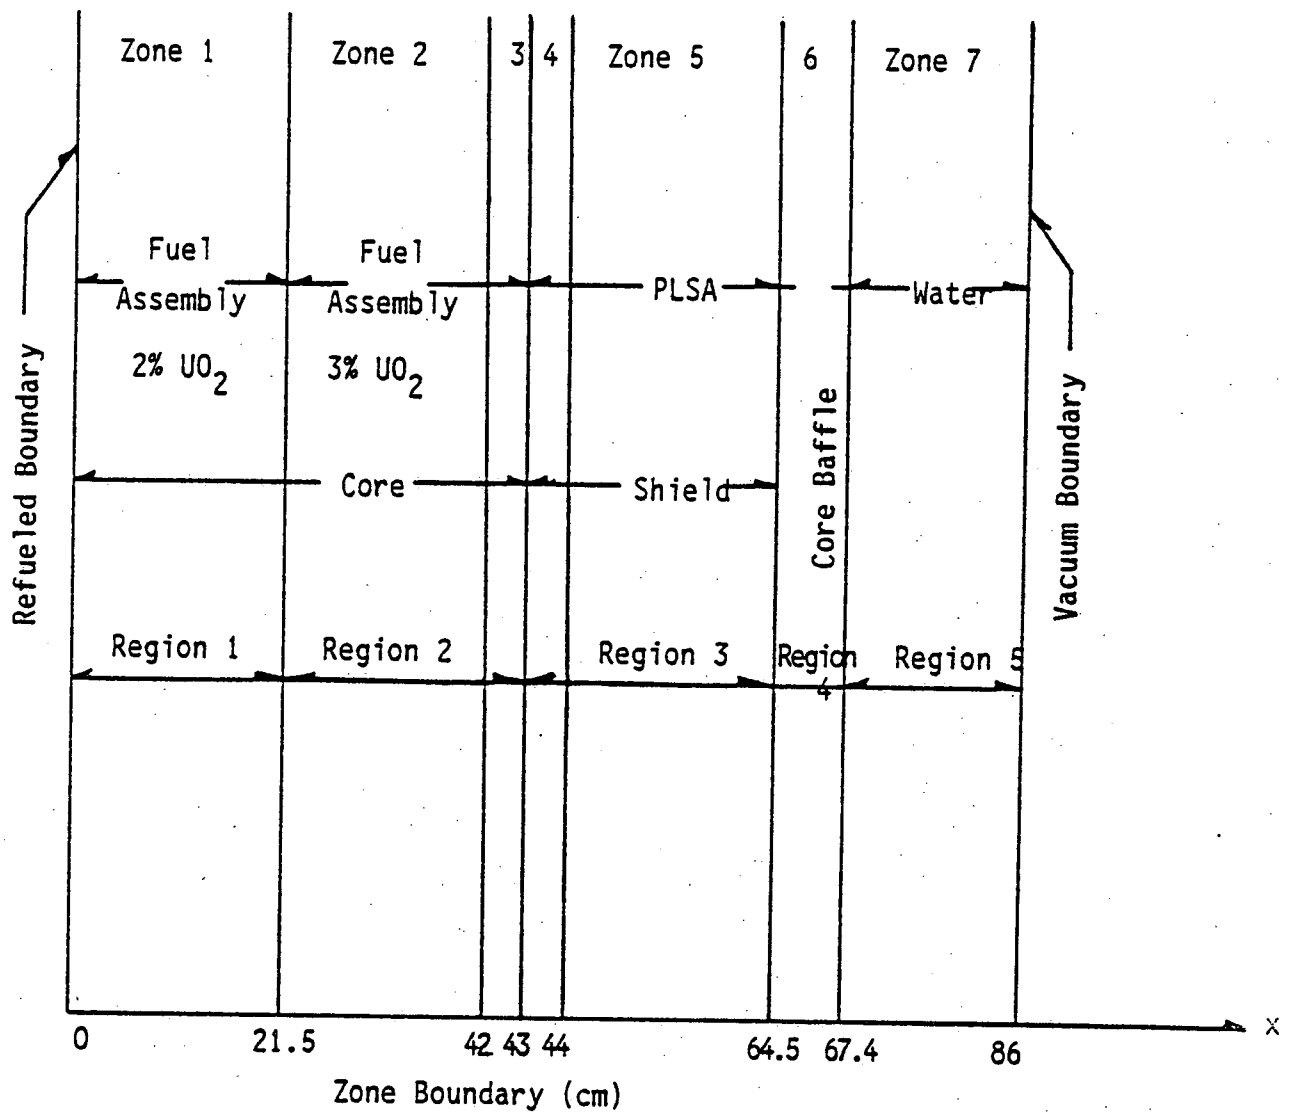 Zone 1
Zone 2
3
4
Zone 5
6
Zone 7
Fuel
Assembly
2% UO2
Fuel
Assembly
3% UO2
PLSA
Water
Refueled Boundary
Core
Shield
Core Baffle
Vacuum Boundary
Region 1
Region 2
Region 3
Region
4
Region 5
0
21.5
42
43
44
64.5
67.4
86
X
Zone Boundary (cm)